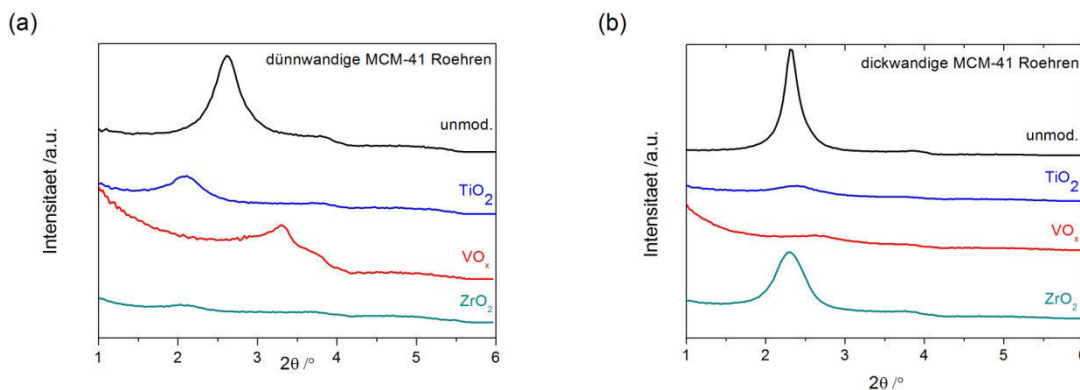 (a)
dünnwandige MCM-41 Roehren
unmod.
TiO2
VOx
ZrO2
Intensitaet /a.u.
1 2 3 4 5 6
2θ /°
(b)
dickwandige MCM-41 Roehren
unmod.
TiO2
VOx
ZrO2
Intensitaet /a.u.
1 2 3 4 5 6
2θ /°